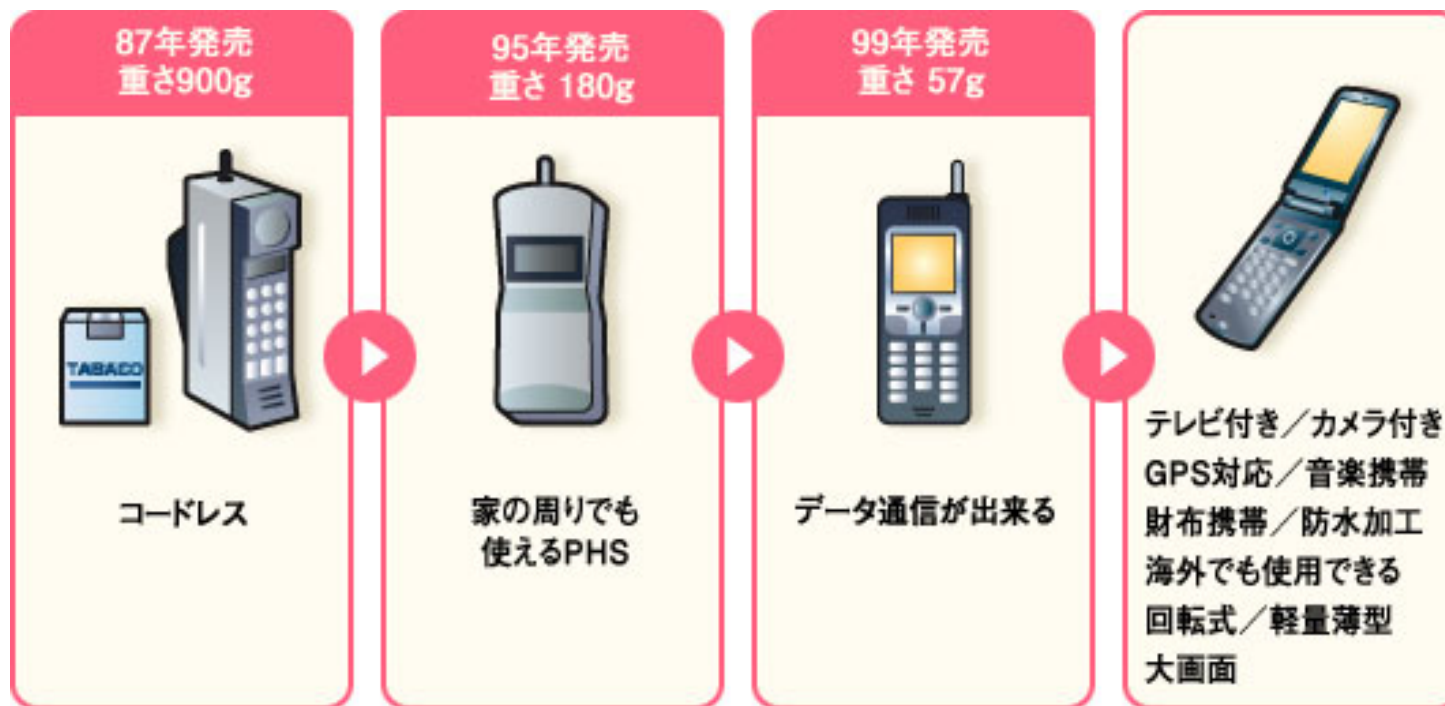 87年発売
重さ900g
TABACO
コードレス
95年発売
重さ 180g
家の周りでも
使えるPHS
99年発売
重さ 57g
データ通信が出来る
テレビ付き／カメラ付き
GPS対応／音楽携帯
財布携帯／防水加工
海外でも使用できる
回転式／軽量薄型
大画面